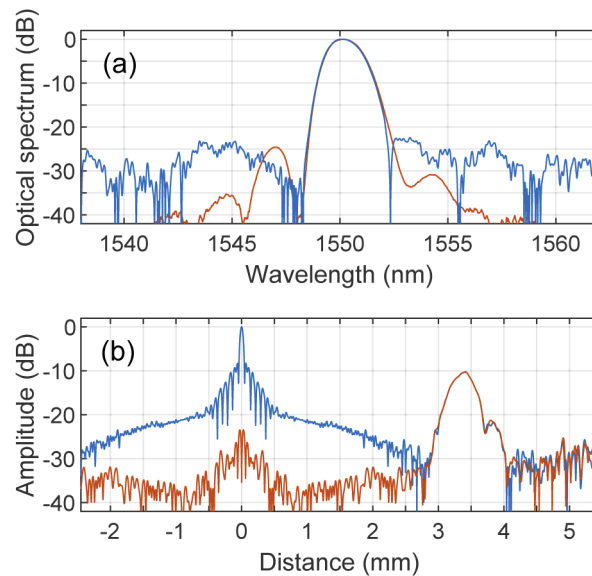 (a)
Optical spectrum (dB)
0
-10
-20
-30
-40
1540 1545 1550 1555 1560
Wavelength (nm)
(b)
Amplitude (dB)
0
-10
-20
-30
-40
-2 -1 0 1 2 3 4 5
Distance (mm)